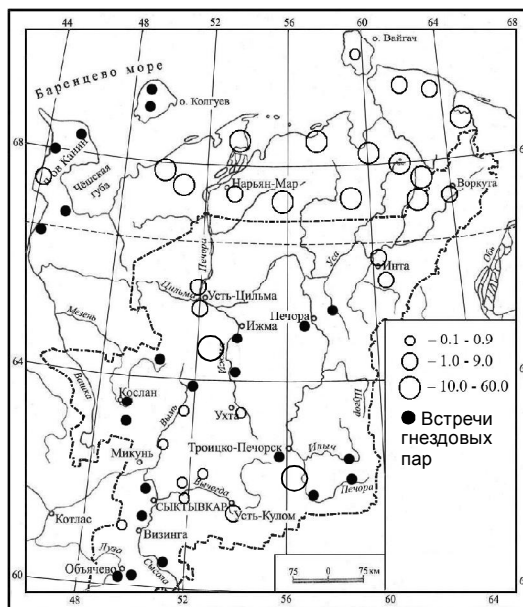 44 48 52 56 60 64 68
о. Вайгач
Баренцево море
о. Колгуев
68
п-ов Канин
Чёшская губа
Нарьян-Мар
Воркута
Печора
Уса
Инта
Обь
Цильма
Усть-Цильма
Мезень
Ижма
Печора
64
64
Ижма
Вашка
Кослан
Вымь
Ухта
Микунь
Троицко-Печорск
Илыч
Печора
Вычегда
СЫКТЫВКАР
Усть-Кулом
Котлас
Визинга
Луза
Объячево
Сысола
60
60
75 0 75 км
48 52 56 60
– 0.1 - 0.9
– 1.0 - 9.0
– 10.0 - 60.0
Встречи
гнездовых
пар